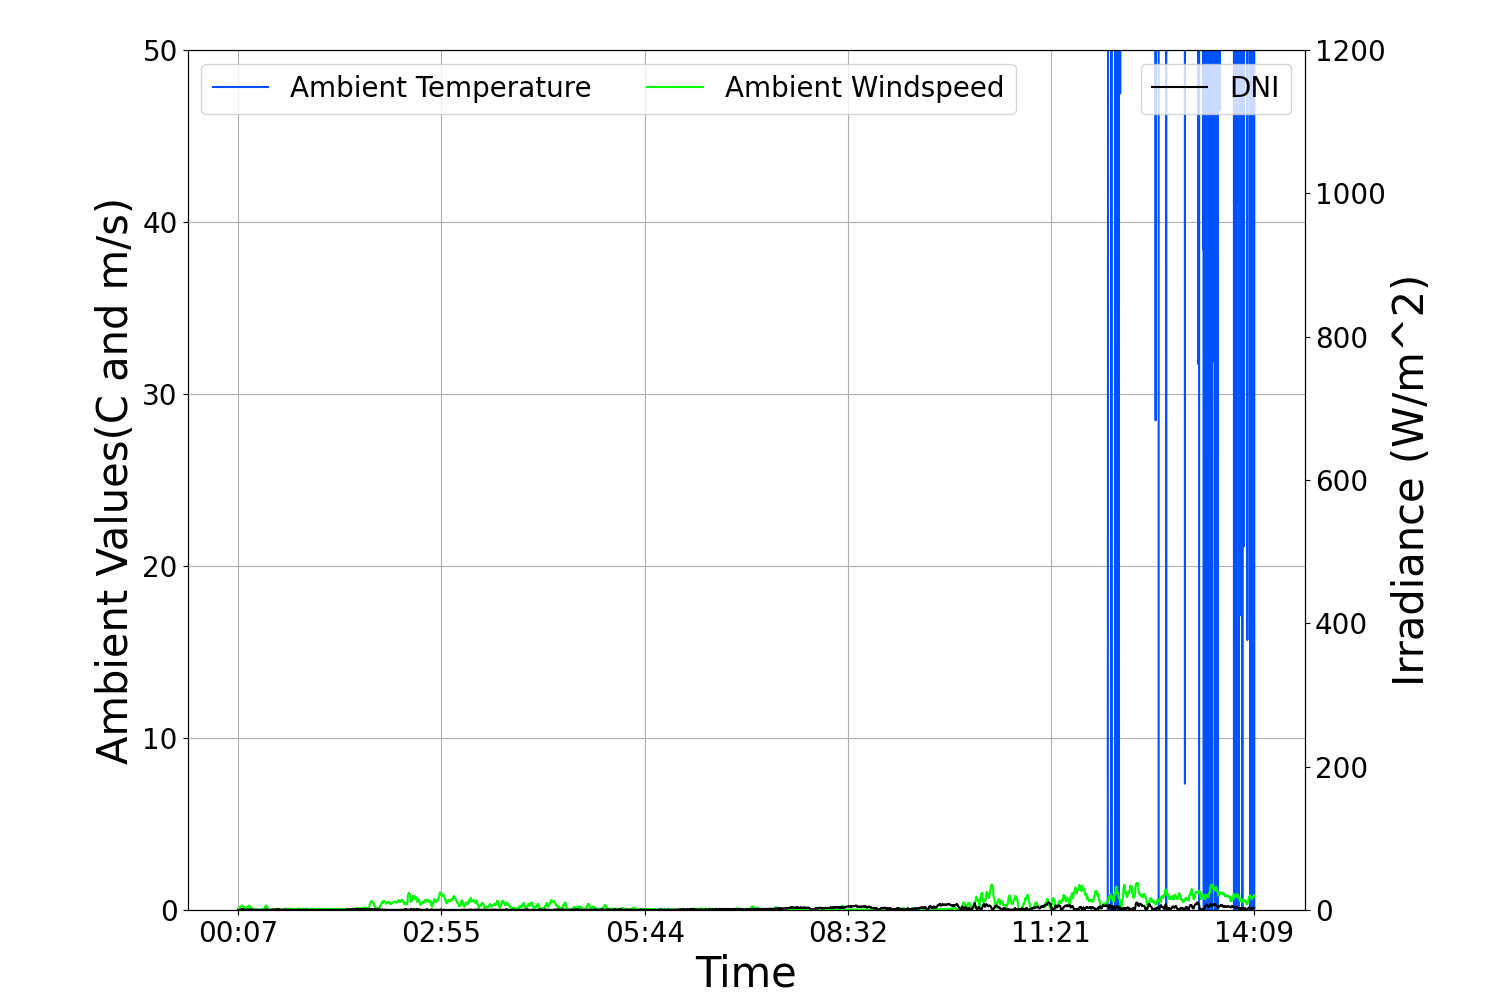 Ambient Temperature
Ambient Windspeed
DNI
Ambient Values(C and m/s)
50
40
30
20
10
0
1200
1000
800
600
400
200
0
Irradiance (W/m^2)
00:07 02:55 05:44 08:32 11:21 14:09
Time